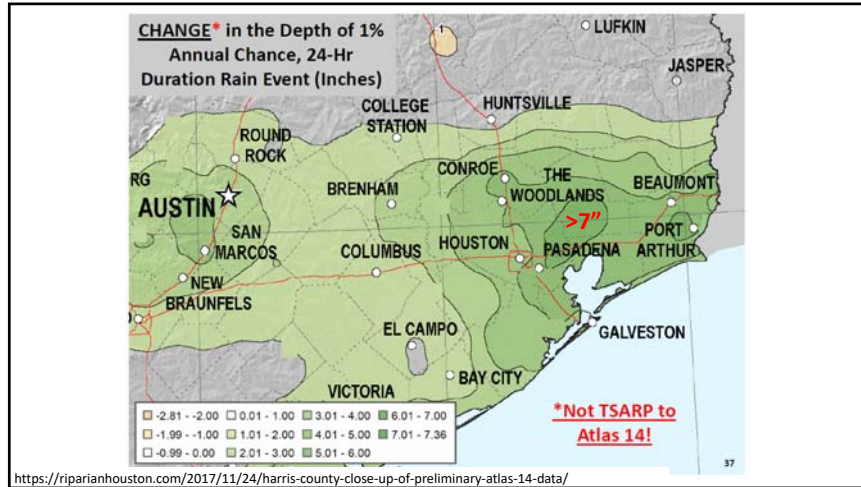 CHANGE* in the Depth of 1%
Annual Chance, 24-Hr
Duration Rain Event (Inches)
1
LUFKIN
JASPER
HUNTSVILLE
COLLEGE
STATION
ROUND
ROCK
RG
CONROE
THE
WOODLANDS
BEAUMONT
BRENHAM
AUSTIN
>7”
SAN
MARCOS
HOUSTON
PASADENA
PORT
ARTHUR
COLUMBUS
NEW
BRAUNFELS
O
EL CAMPO
GALVESTON
BAY CITY
VICTORIA
-2.81 - -2.00
0.01 - 1.00
3.01 - 4.00
6.01 - 7.00
-1.99 - -1.00
1.01 - 2.00
4.01 - 5.00
7.01 - 7.36
-0.99 - 0.00
2.01 - 3.00
5.01 - 6.00
*Not TSARP to
Atlas 14!
37
https://riparianhouston.com/2017/11/24/harris-county-close-up-of-preliminary-atlas-14-data/